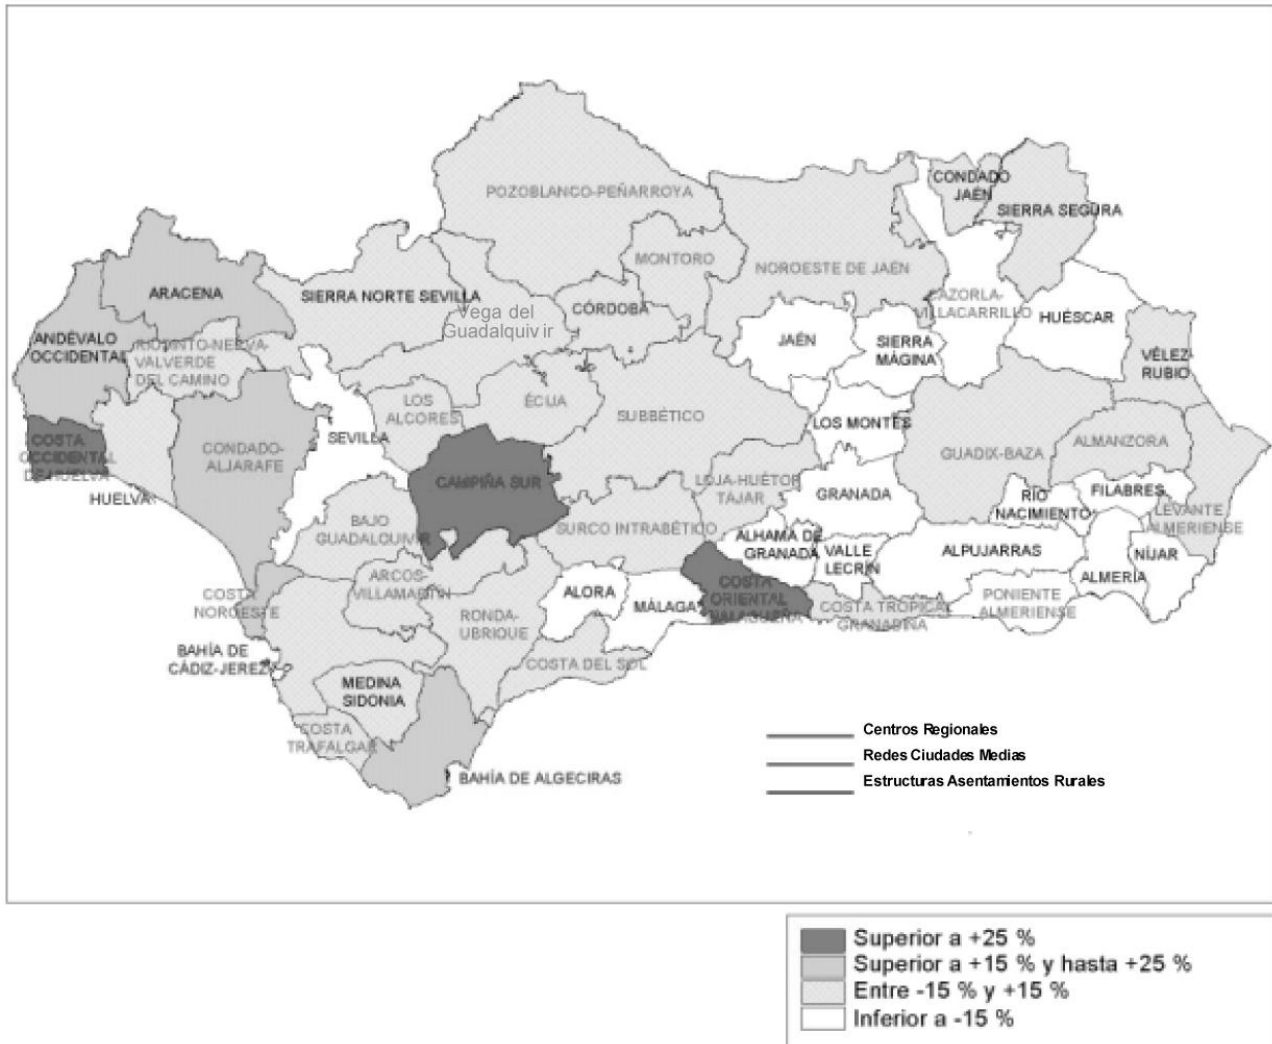 POZOBLANCO-PEÑARROYA
CONDADO
JAÉN
SIERRA SEGURA
MONTORO
NOROESTE DE JAÉN
ARACENA
SIERRA NORTE SEVILLA
Vega del
Guadalquivir
CÓRDOBA
CAZORLA-
VILLACARRILLO
HUÉSCAR
ANDÉVALO
OCCIDENTAL
RIOTINTO-NERVA-
VALVERDE
DEL CAMINO
JAÉN
SIERRA
MÁGINA
VÉLEZ-
RUBIO
LOS
ALCORES
ÉCIJA
SUBBÉTICO
LOS MONTES
COSTA
OCCIDENTAL
DE HUELVA
CONDADO-
ALJARAFE
SEVILLA
ALMANZORA
GUADIX-BAZA
HUELVA
CAMPIÑA SUR
LOJA-HUÉTOR
TÁJAR
GRANADA
RÍO
NACIMIENTO
FILABRES
LEVANTE
ALMERIENSE
BAJO
GUADALQUIVIR
SURCO INTRABÉTICO
ALHAMA DE
GRANADA
VALLE
LECRÍN
ALPUJARRAS
NÍJAR
COSTA
NOROESTE
ARCOS-
VILLAMARTÍN
RONDA-
UBRIQUE
ALORA
MÁLAGA
COSTA
ORIENTAL
MALAGUEÑA
COSTA TROPICAL
GRANADINA
PONIENTE
ALMERIENSE
ALMERÍA
BAHÍA DE
CÁDIZ-JEREZ
COSTA DEL SOL
MEDINA
SIDONIA
COSTA
TRAFALGAR
BAHÍA DE ALGECIRAS
Centros Regionales
Redes Ciudades Medias
Estructuras Asentamientos Rurales
Superior a +25 %
Superior a +15 % y hasta +25 %
Entre -15 % y +15 %
Inferior a -15 %